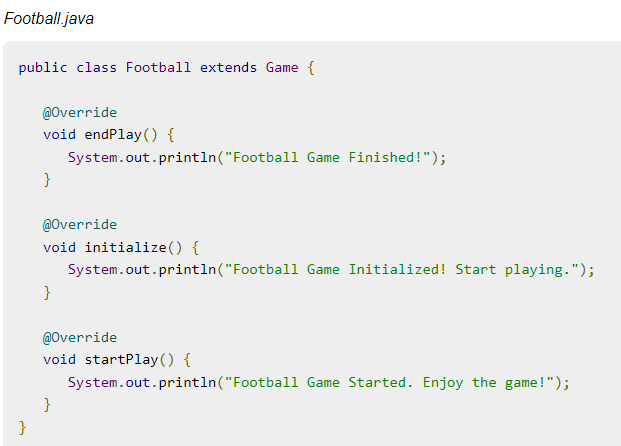 Football.java
public class Football extends Game {
@Override
void endPlay() {
System.out.println("Football Game Finished!");
}
@Override
void initialize() {
System.out.println("Football Game Initialized! Start playing.");
}
@Override
void startPlay() {
System.out.println("Football Game Started. Enjoy the game!");
}
}